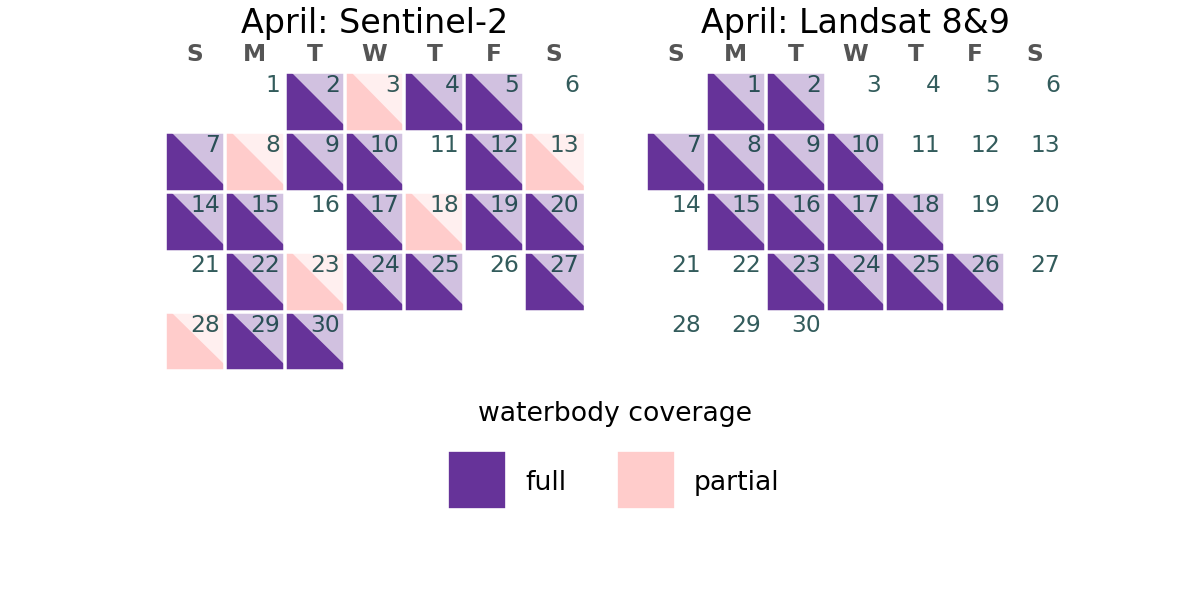 April: Sentinel-2
S M T W T F S
1 2 3 4 5 6
7 8 9 10 11 12 13
14 15 16 17 18 19 20
21 22 23 24 25 26 27
28 29 30
April: Landsat 8&9
S M T W T F S
1 2 3 4 5 6
7 8 9 10 11 12 13
14 15 16 17 18 19 20
21 22 23 24 25 26 27
28 29 30
waterbody coverage
full partial